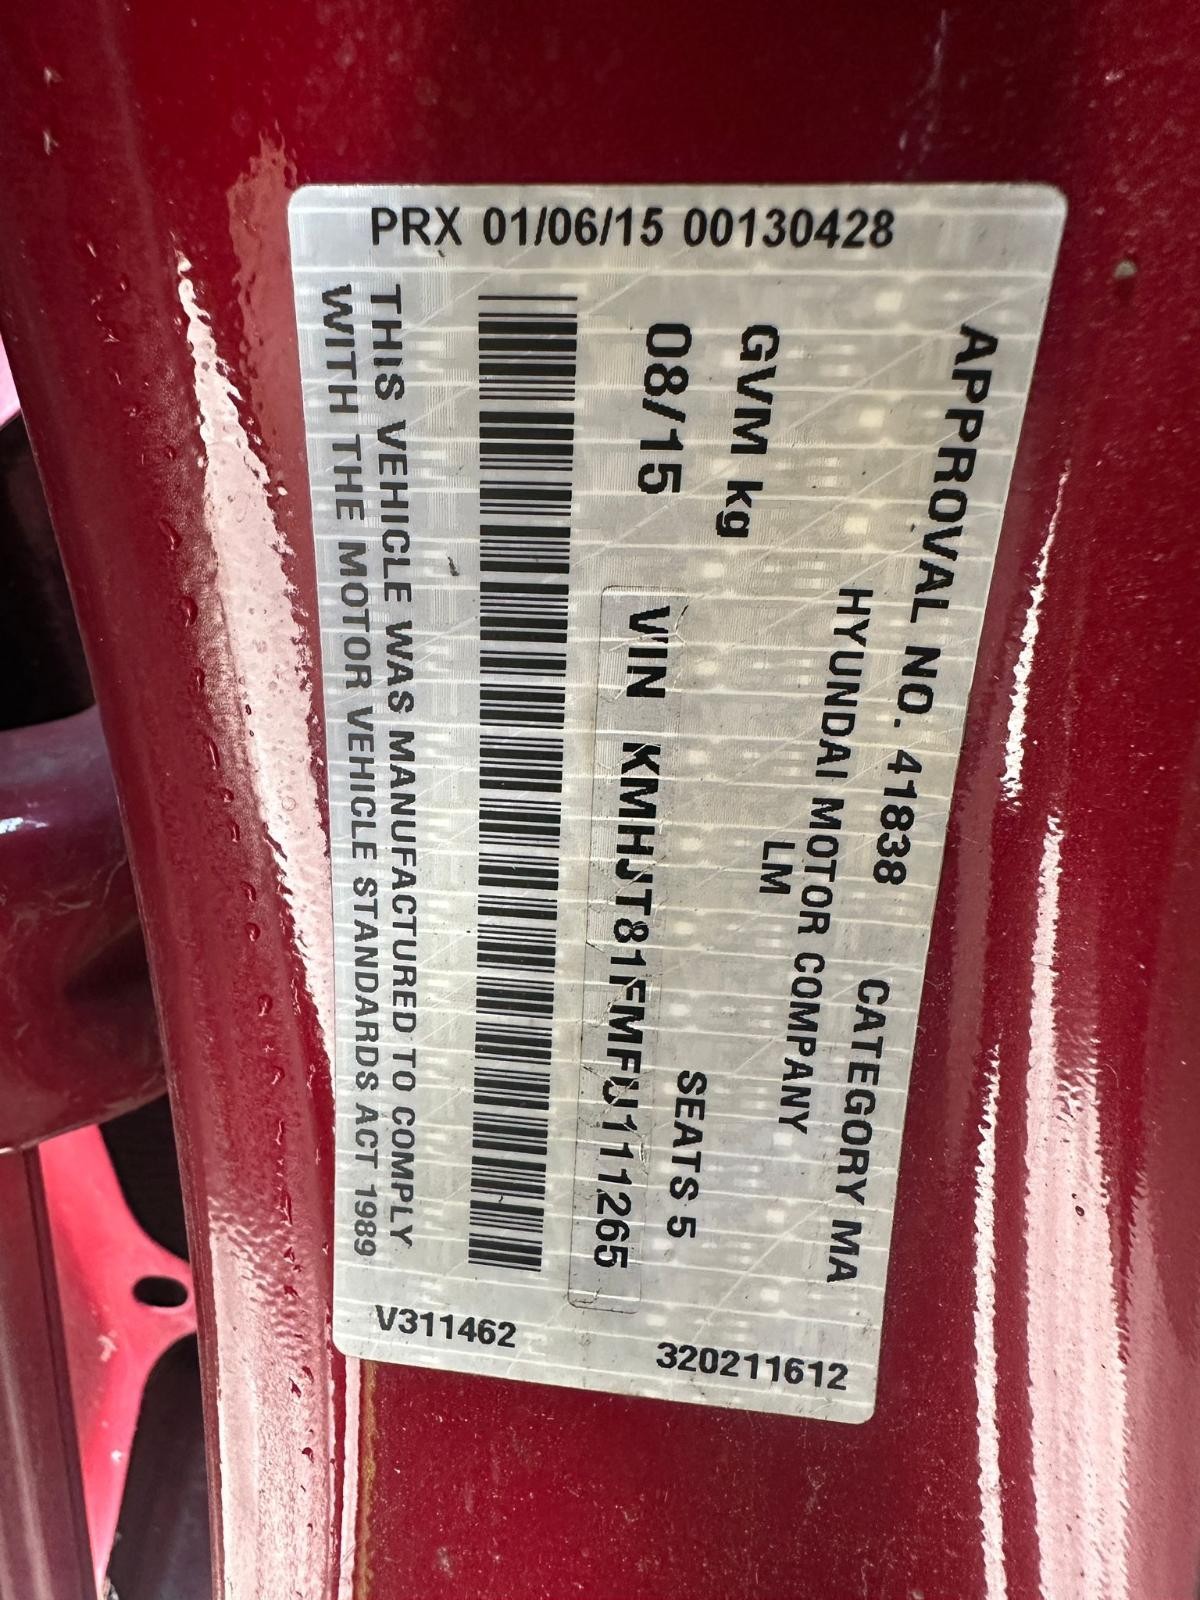 PRX 01/06/15 00130428
APPROVAL NO. 41838 CATEGORY MA
HYUNDAI MOTOR COMPANY
GVM kg LM
08/15 SEATS 5
VIN KMHJT81FMFU111265
THIS VEHICLE WAS MANUFACTURED TO COMPLY
WITH THE MOTOR VEHICLE STANDARDS ACT 1989
V311462
320211612